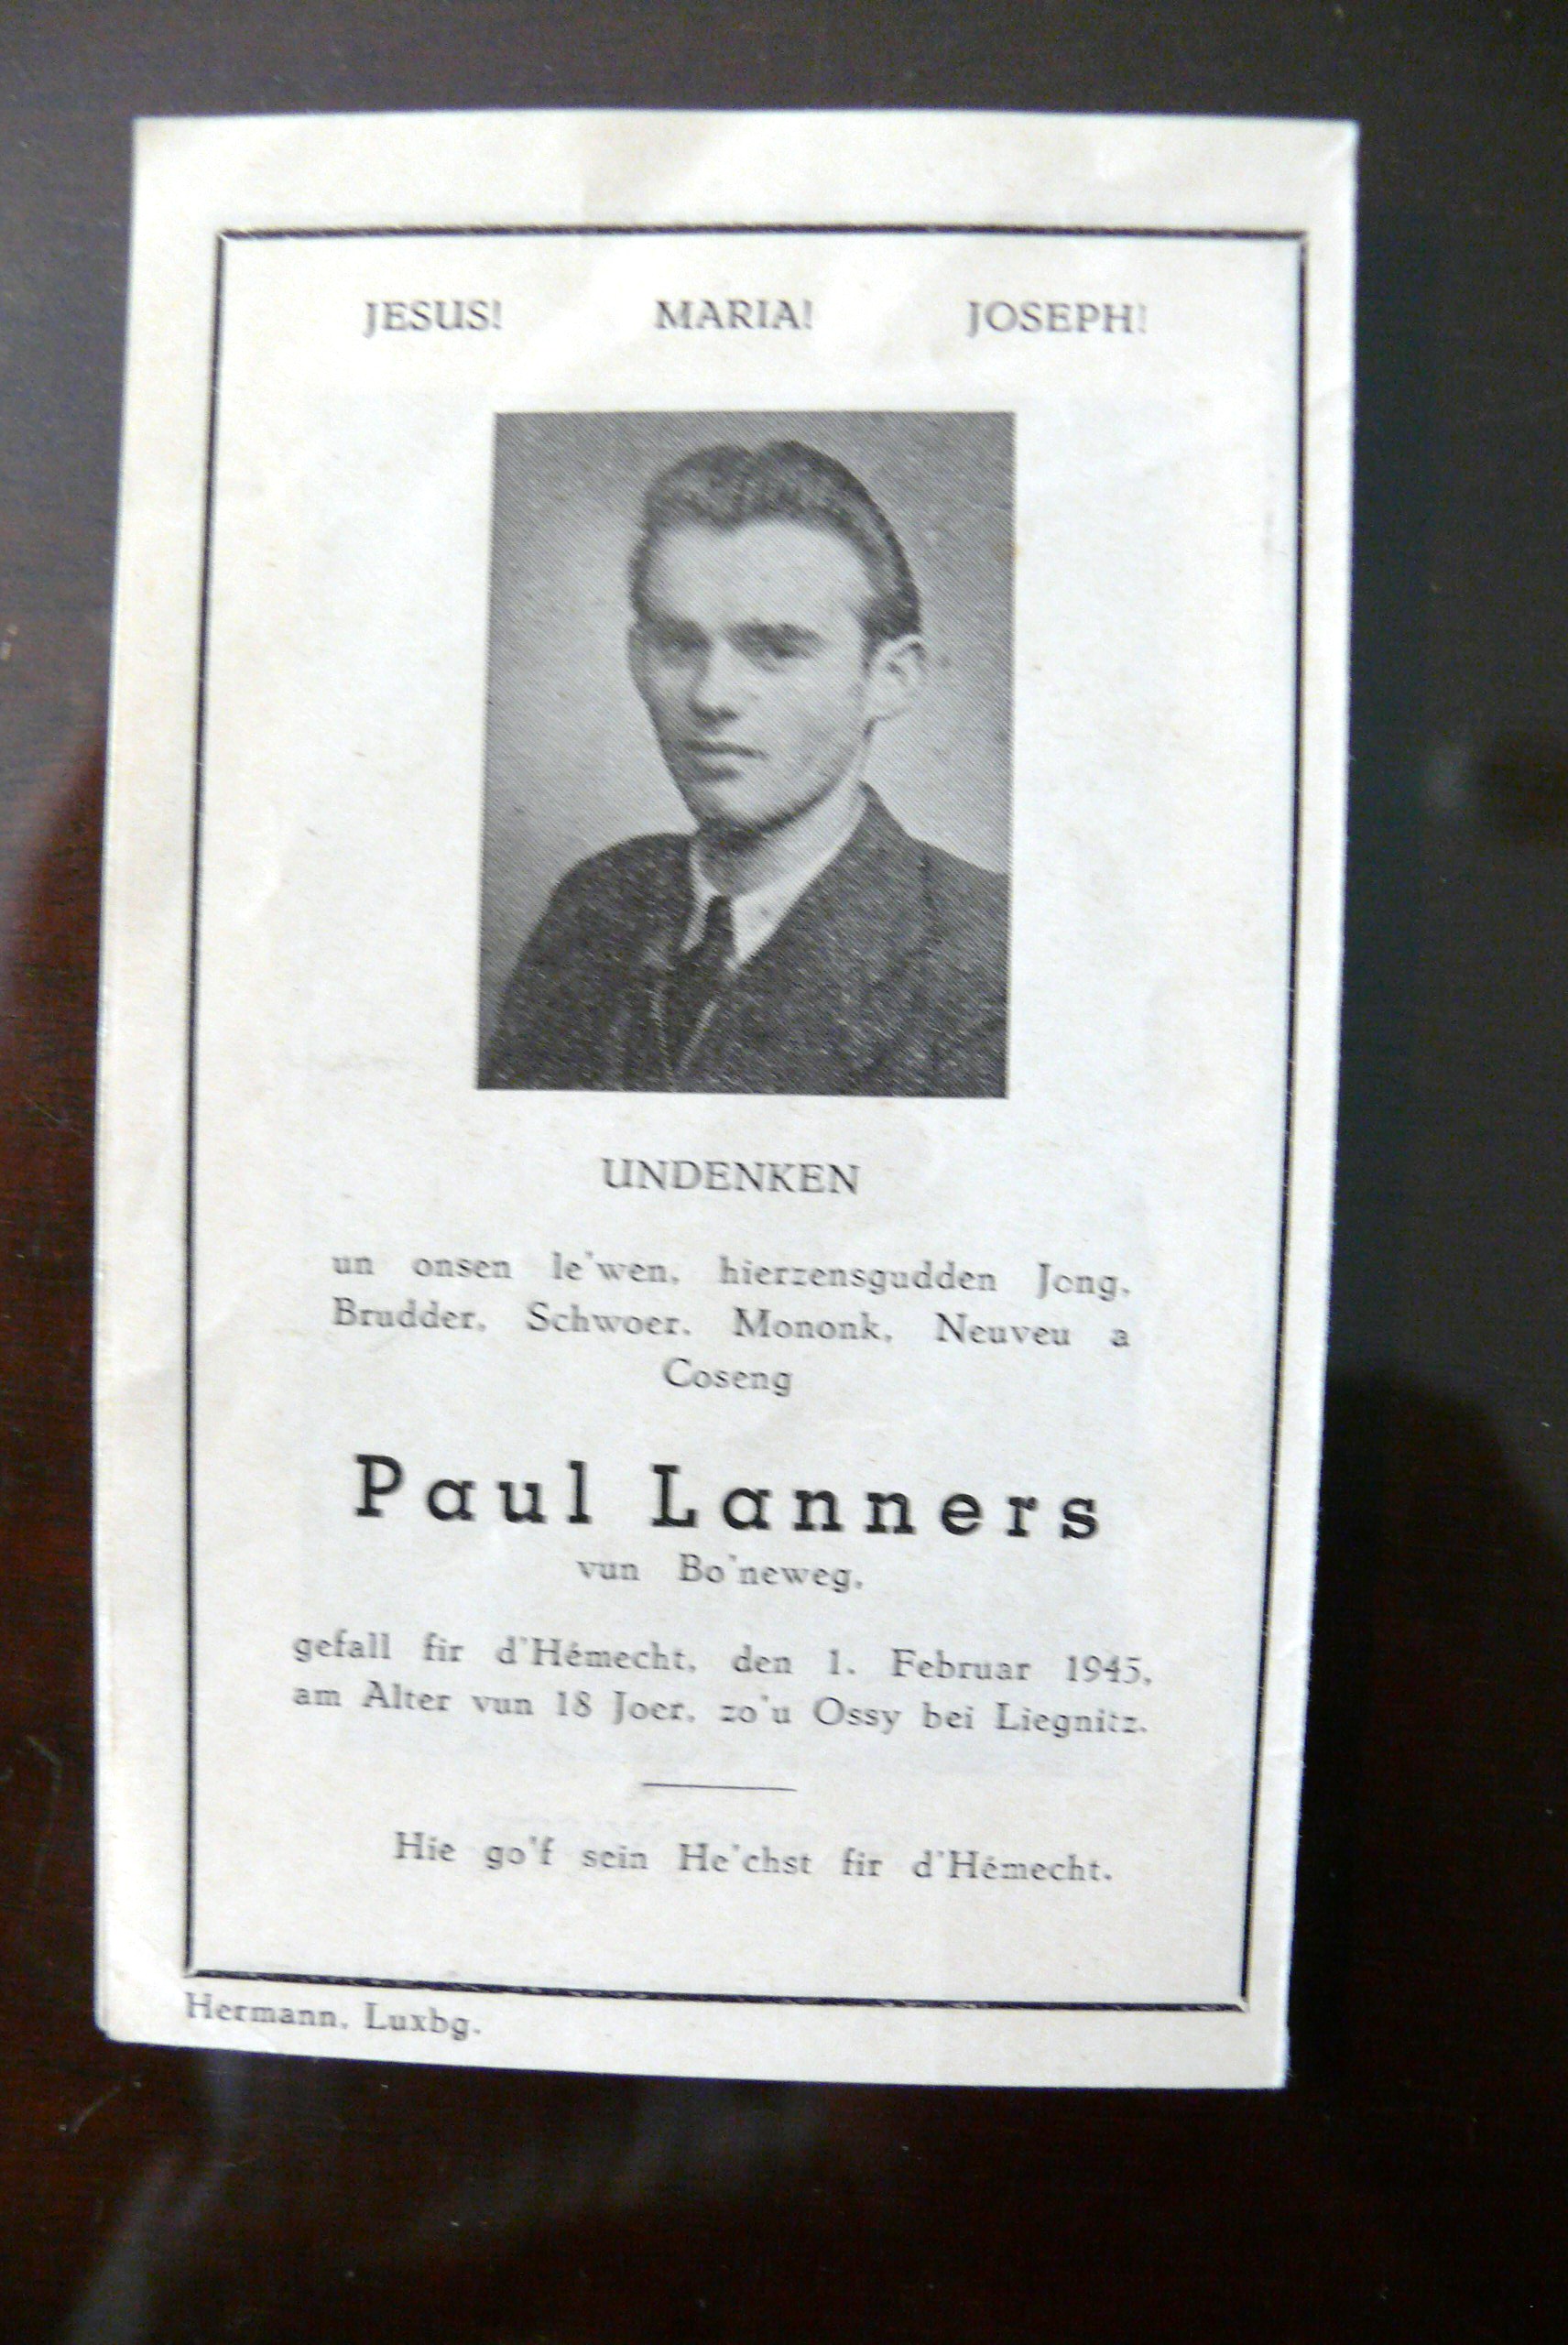 JESUS! MARIA! JOSEPH!
UNDENKEN
un onsen le'wen, hierzensgudden Jong,
Brudder, Schwoer, Mononk, Neuveu a
Coseng
Paul Lanners
vun Bo'neweg,
gefall fir d'Hémecht, den 1. Februar 1945,
am Alter vun 18 Joer, zo'u Ossy bei Liegnitz.
Hie go'f sein He'chst fir d'Hémecht.
Hermann, Luxbg.